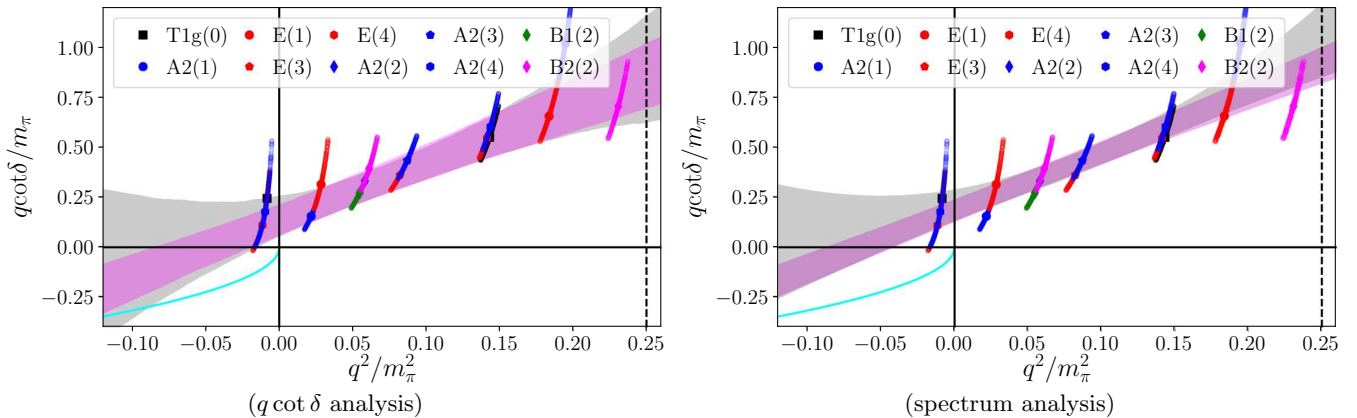 T1g(0) E(1) E(4) A2(3) B1(2)
A2(1) E(3) A2(2) A2(4) B2(2)
1.00
0.75
0.50
0.25
0.00
−0.25
qcotδ/mπ
−0.10 −0.05 0.00 0.05 0.10 0.15 0.20 0.25
q²/m²π
(q cot δ analysis)
T1g(0) E(1) E(4) A2(3) B1(2)
A2(1) E(3) A2(2) A2(4) B2(2)
1.00
0.75
0.50
0.25
0.00
−0.25
qcotδ/mπ
−0.10 −0.05 0.00 0.05 0.10 0.15 0.20 0.25
q²/m²π
(spectrum analysis)